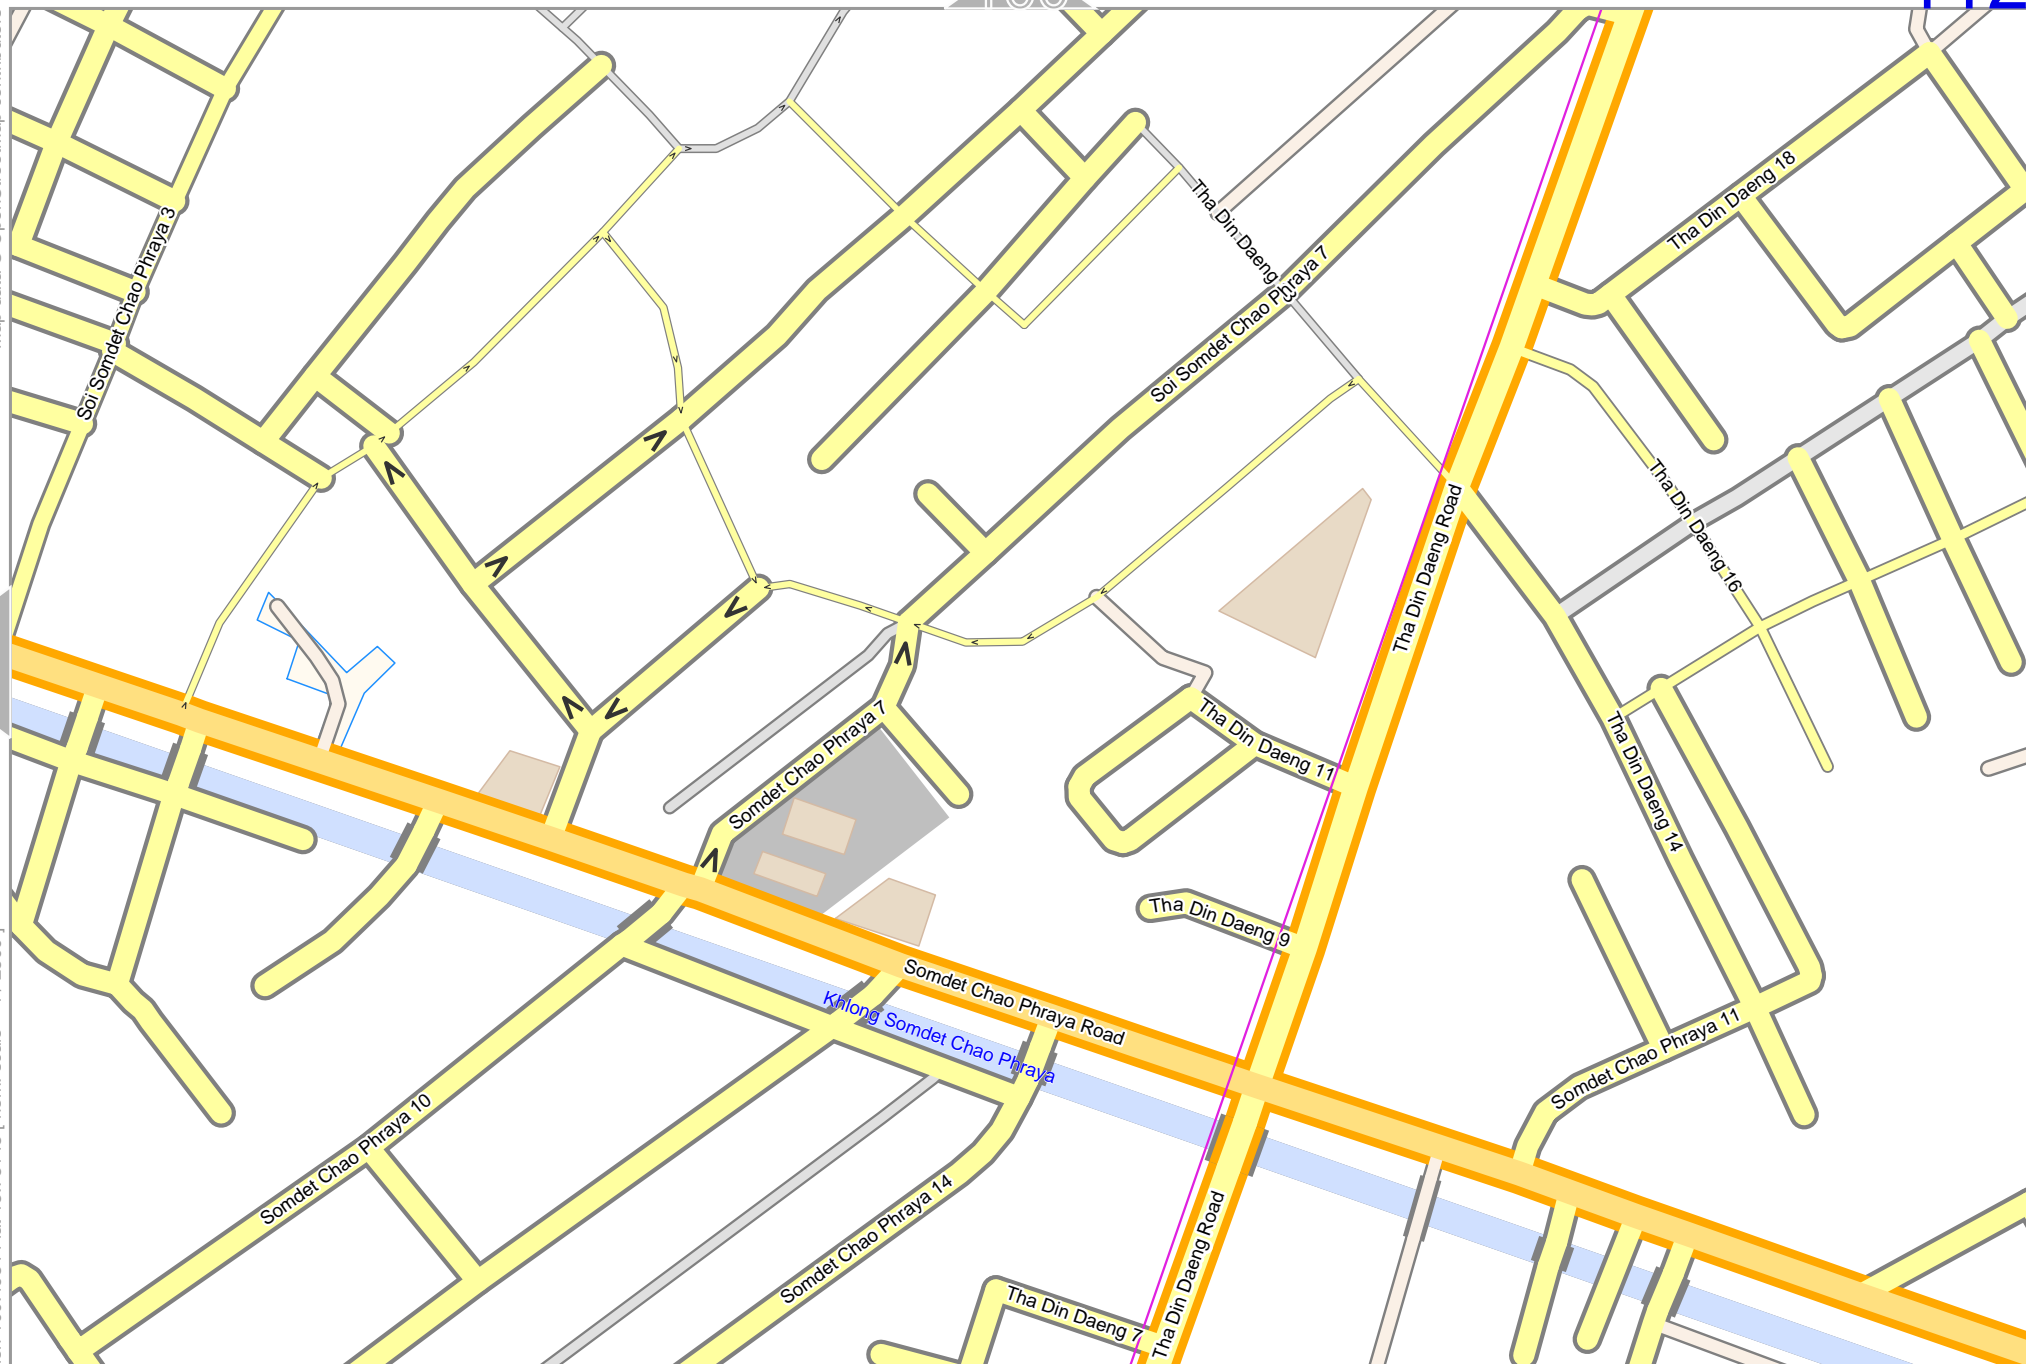 Soi Somdet Chao Phraya 3
Tha Din Daeng 18
Tha Din Daeng
Soi Somdet Chao Phraya 7
Tha Din Daeng 16
Tha Din Daeng Road
Somdet Chao Phraya 7
Tha Din Daeng 11
Tha Din Daeng 14
Tha Din Daeng 9
Somdet Chao Phraya Road
Khlong Somdet Chao Phraya
Somdet Chao Phraya 11
Somdet Chao Phraya 10
Somdet Chao Phraya 14
Tha Din Daeng Road
Tha Din Daeng 7